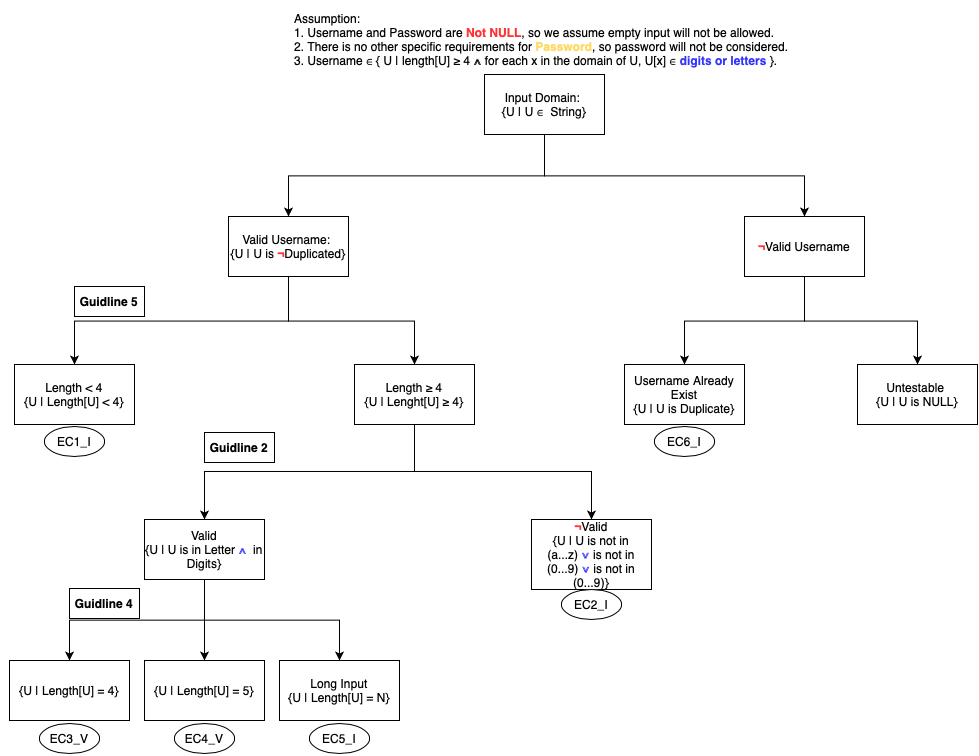 Assumption:
1. Username and Password are Not NULL, so we assume empty input will not be allowed.
2. There is no other specific requirements for Password, so password will not be considered.
3. Username ∈ { U | length[U] ≥ 4 ∧ for each x in the domain of U, U[x] ∈ digits or letters }.
Input Domain:
{U | U ∈ String}
Valid Username:
{U | U is ¬Duplicated}
¬Valid Username
Guidline 5
Length < 4
{U | Length[U] < 4}
EC1_I
Length ≥ 4
{U | Lenght[U] ≥ 4}
Username Already
Exist
{U | U is Duplicate}
EC6_I
Untestable
{U | U is NULL}
Guidline 2
Valid
{U | U is in Letter ∧ in
Digits}
¬Valid
{U | U is not in
(a...z) ∨ is not in
(0...9) ∨ is not in
(0...9)}
EC2_I
Guidline 4
{U | Length[U] = 4}
EC3_V
{U | Length[U] = 5}
EC4_V
Long Input
{U | Length[U] = N}
EC5_I